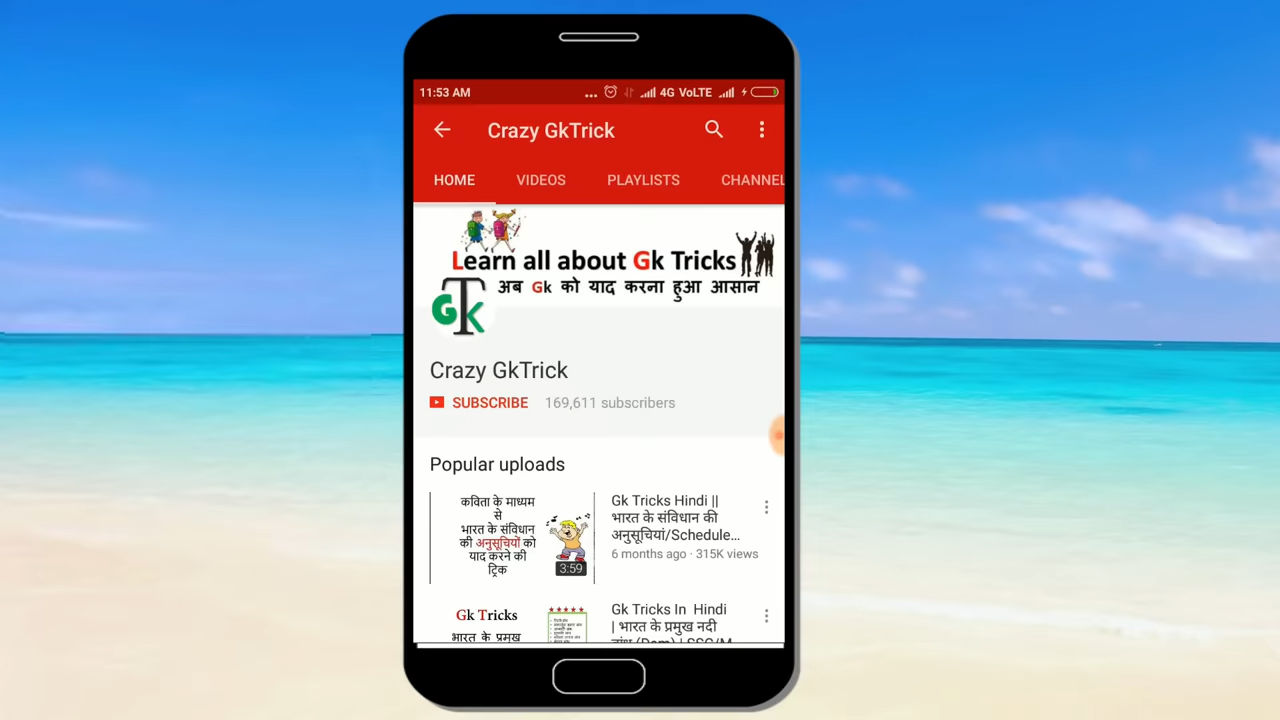 11:53 AM ... 4G VoLTE
Crazy GkTrick
HOME VIDEOS PLAYLISTS CHANNEL
Learn all about Gk Tricks
अब Gk को याद करना हुआ आसान
GTk
Crazy GkTrick
SUBSCRIBE 169,611 subscribers
Popular uploads
कविता के माध्यम
से
भारत के संविधान
की अनुसूचियों को
याद करने की
ट्रिक
3:59
Gk Tricks Hindi ||
भारत के संविधान की
अनुसूचियां/Schedule...
6 months ago · 315K views
Gk Tricks
भारत के प्रमुख
Gk Tricks In Hindi
| भारत के प्रमुख नदी
बांध (Dam) | SSC/M